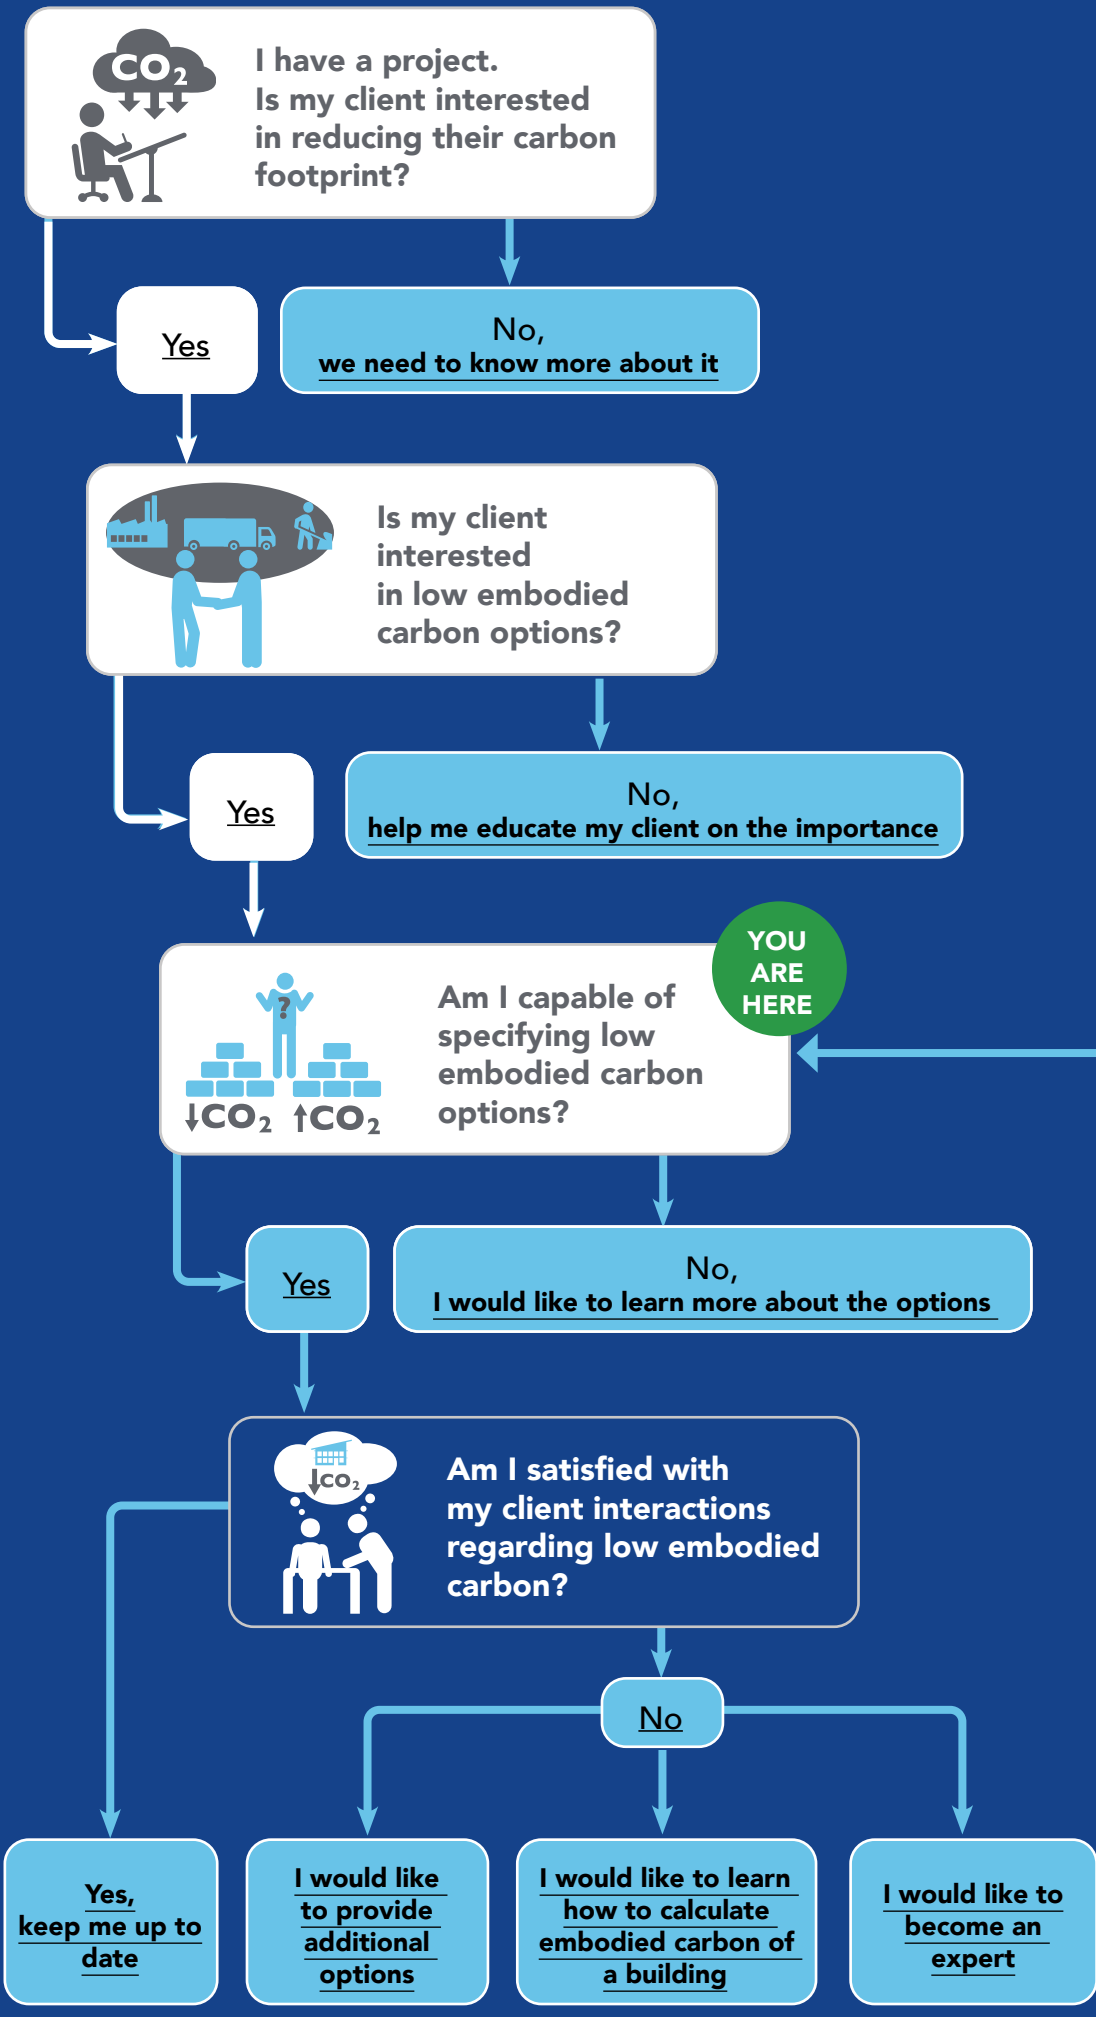 CO2
I have a project.
Is my client interested
in reducing their carbon
footprint?
Yes
No,
we need to know more about it
Is my client
interested
in low embodied
carbon options?
Yes
No,
help me educate my client on the importance
YOU
ARE
HERE
?
↓CO2 ↑CO2
Am I capable of
specifying low
embodied carbon
options?
Yes
No,
I would like to learn more about the options
↓CO2
Am I satisfied with
my client interactions
regarding low embodied
carbon?
No
Yes,
keep me up to
date
I would like
to provide
additional
options
I would like to learn
how to calculate
embodied carbon of
a building
I would like to
become an
expert